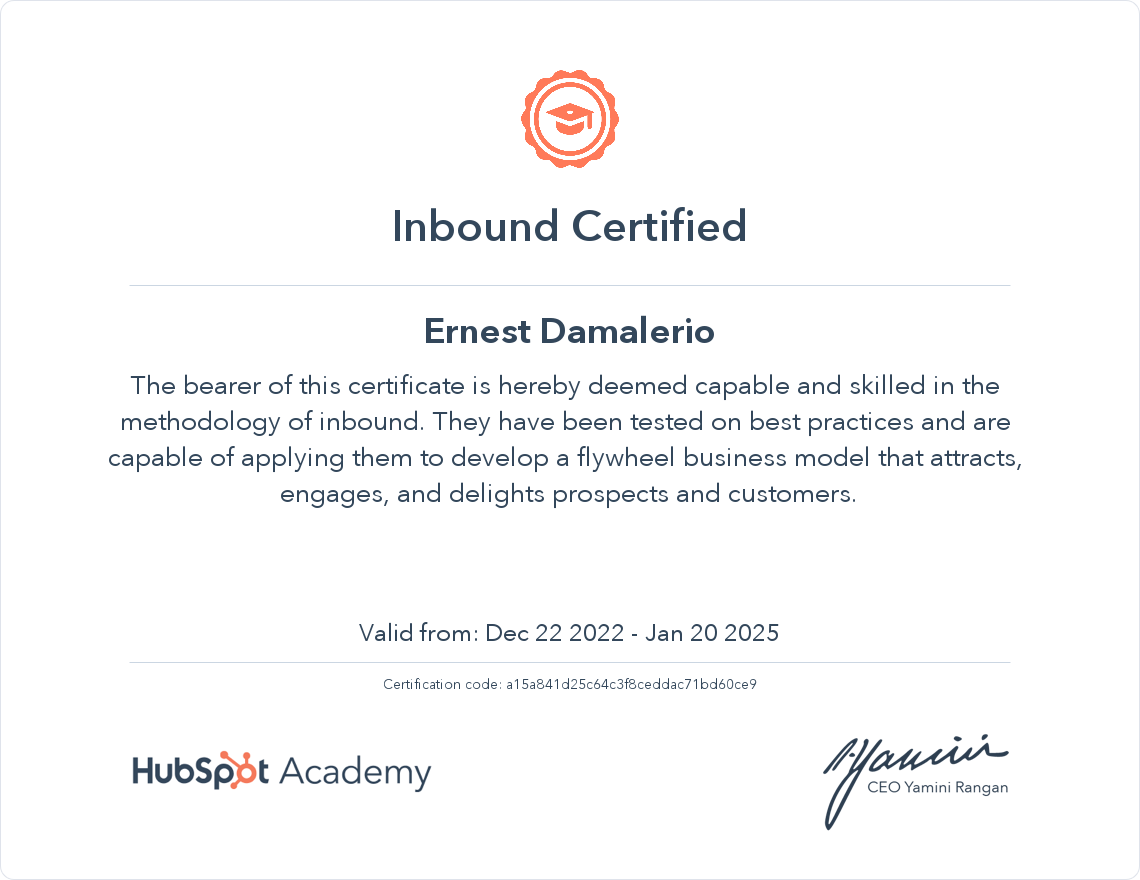 Inbound Certified
Ernest Damalerio
The bearer of this certificate is hereby deemed capable and skilled in the
methodology of inbound. They have been tested on best practices and are
capable of applying them to develop a flywheel business model that attracts,
engages, and delights prospects and customers.
Valid from: Dec 22 2022 - Jan 20 2025
Certification code: a15a841d25c64c3f8ceddac71bd60ce9
HubSpot Academy
Yamini
CEO Yamini Rangan